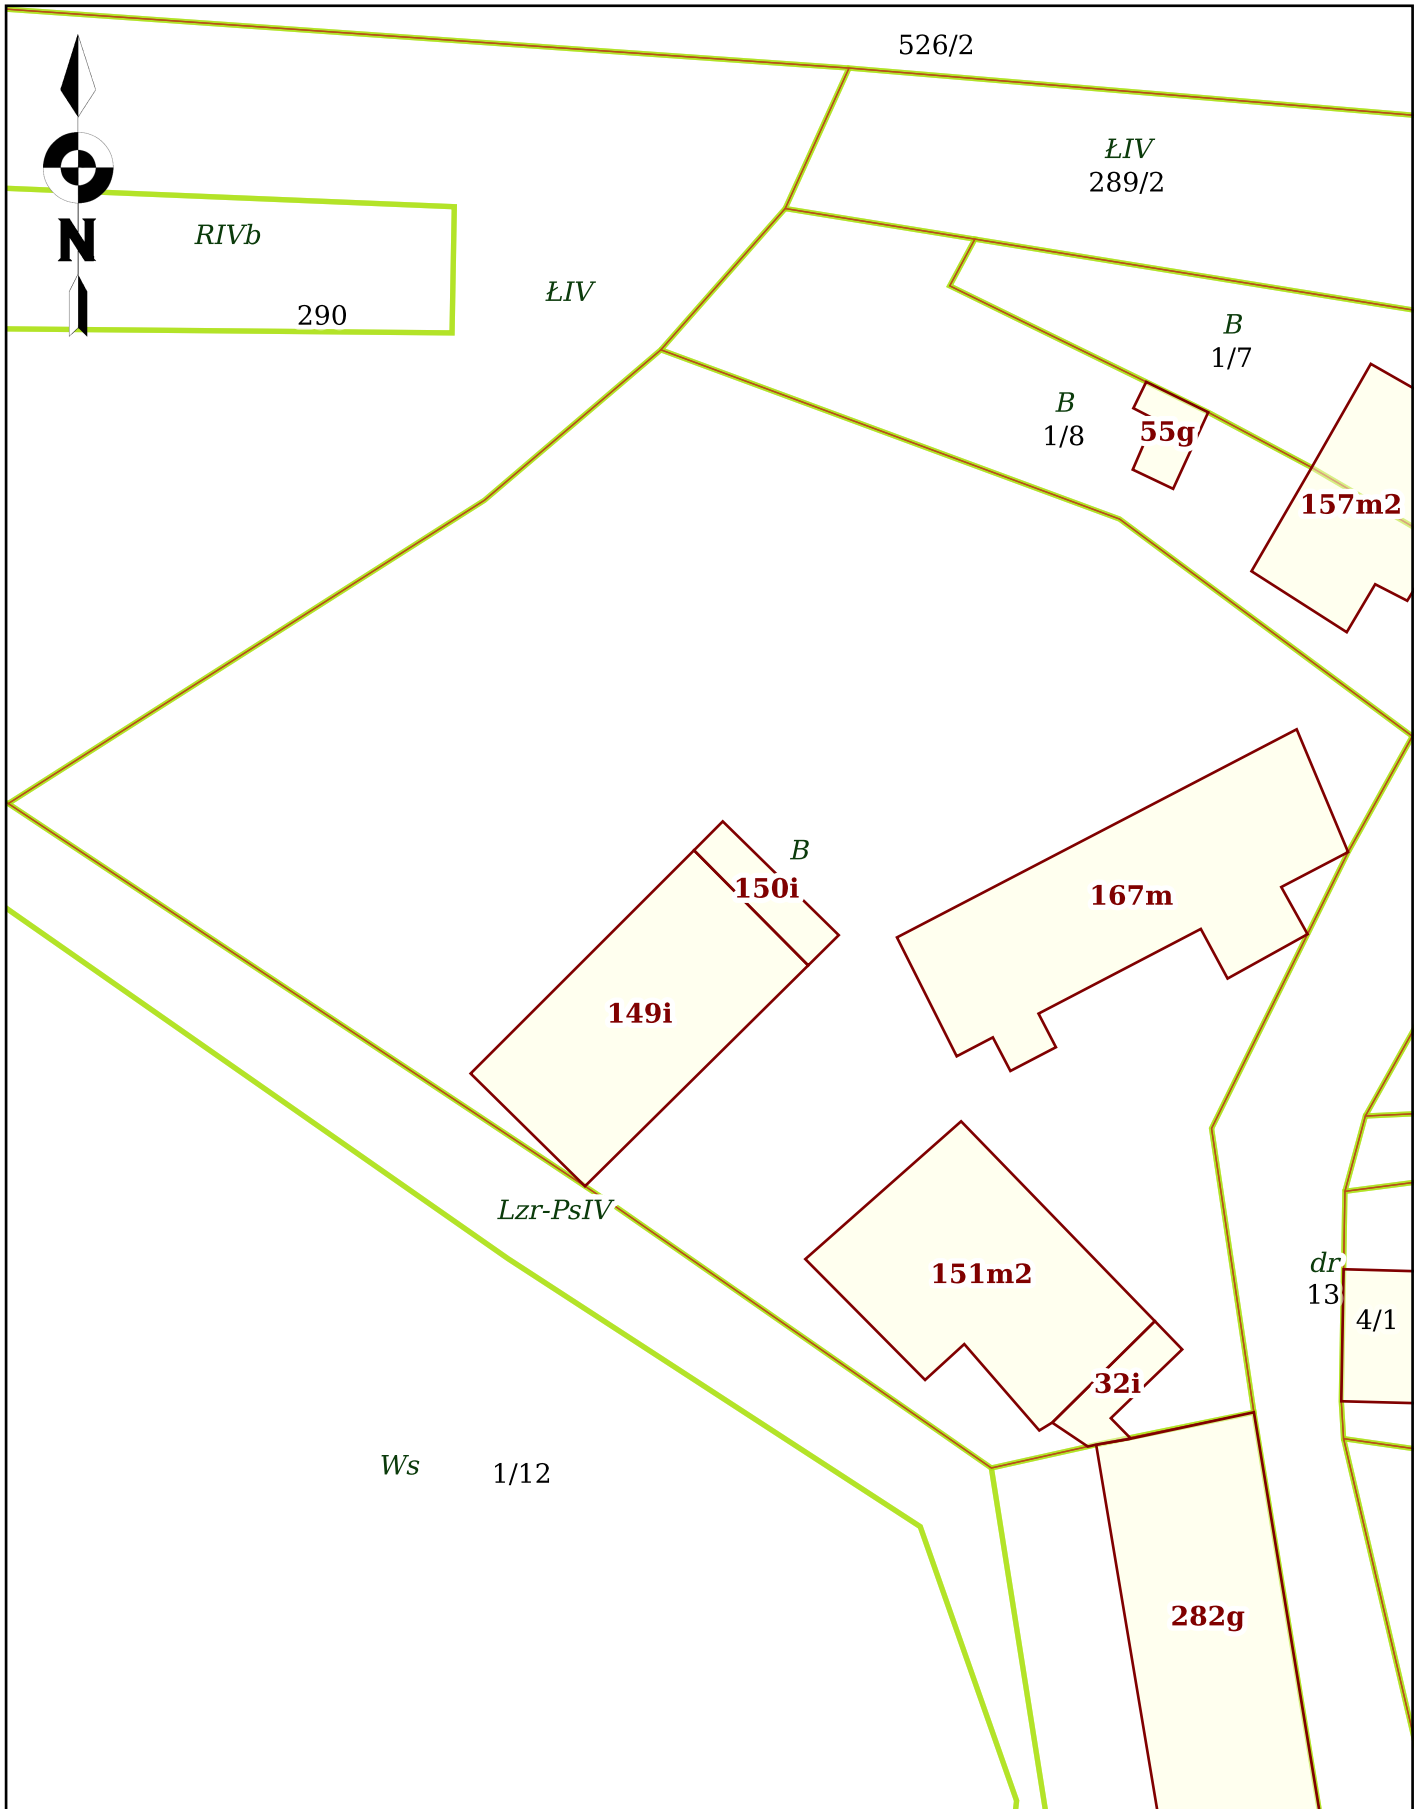 526/2
ŁIV
289/2
N
RIVb
290
ŁIV
B
1/7
B
1/8
55g
157m2
B
150i
167m
149i
Lzr-PsIV
151m2
dr
13
4/1
32i
Ws
1/12
282g